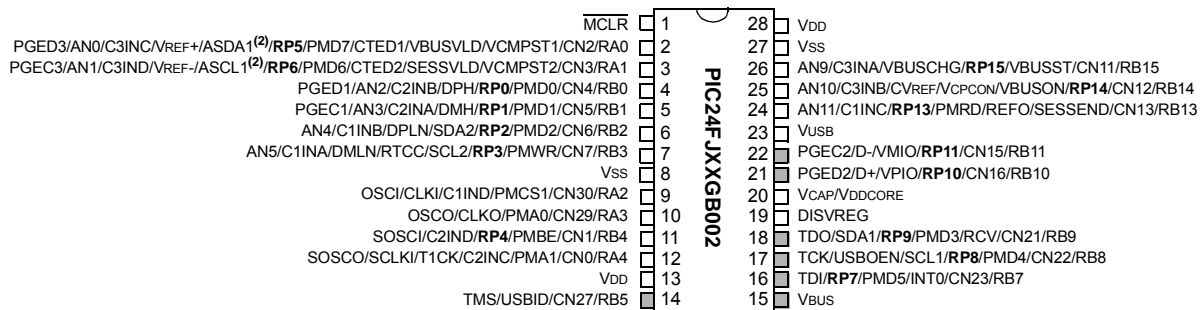 MCLR 1 28 VDD
PGED3/AN0/C3INC/VREF+/ASDA1(2)/RP5/PMD7/CTED1/VBUSVLD/VCMPST1/CN2/RA0 2 27 VSS
PGEC3/AN1/C3IND/VREF-/ASCL1(2)/RP6/PMD6/CTED2/SESSVLD/VCMPST2/CN3/RA1 3 26 AN9/C3INA/VBUSCHG/RP15/VBUSST/CN11/RB15
PGED1/AN2/C2INB/DPH/RP0/PMD0/CN4/RB0 4 25 AN10/C3INB/CVREF/VCPCON/VBUSON/RP14/CN12/RB14
PGEC1/AN3/C2INA/DMH/RP1/PMD1/CN5/RB1 5 24 AN11/C1INC/RP13/PMRD/REFO/SESSEND/CN13/RB13
AN4/C1INB/DPLN/SDA2/RP2/PMD2/CN6/RB2 6 23 VUSB
AN5/C1INA/DMLN/RTCC/SCL2/RP3/PMWR/CN7/RB3 7 22 PGEC2/D-/VMIO/RP11/CN15/RB11
VSS 8 21 PGED2/D+/VPIO/RP10/CN16/RB10
OSCI/CLKI/C1IND/PMCS1/CN30/RA2 9 20 VCAP/VDDCORE
OSCO/CLKO/PMA0/CN29/RA3 10 19 DISVREG
SOSCI/C2IND/RP4/PMBE/CN1/RB4 11 18 TDO/SDA1/RP9/PMD3/RCV/CN21/RB9
SOSCO/SCLKI/T1CK/C2INC/PMA1/CN0/RA4 12 17 TCK/USBOEN/SCL1/RP8/PMD4/CN22/RB8
VDD 13 16 TDI/RP7/PMD5/INT0/CN23/RB7
TMS/USBID/CN27/RB5 14 15 VBUS
PIC24FJXXGB002